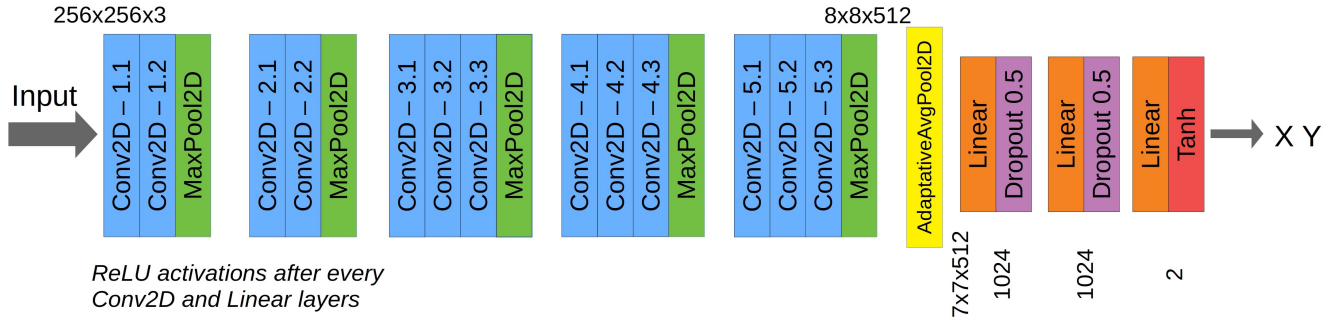 256x256x3
8x8x512
Input
Conv2D – 1.1
Conv2D – 1.2
MaxPool2D
Conv2D – 2.1
Conv2D – 2.2
MaxPool2D
Conv2D – 3.1
Conv2D – 3.2
Conv2D – 3.3
MaxPool2D
Conv2D – 4.1
Conv2D – 4.2
Conv2D – 4.3
MaxPool2D
Conv2D – 5.1
Conv2D – 5.2
Conv2D – 5.3
MaxPool2D
AdaptativeAvgPool2D
Linear
Dropout 0.5
Linear
Dropout 0.5
Linear
Tanh
X Y
7x7x512
1024
1024
2
ReLU activations after every
Conv2D and Linear layers